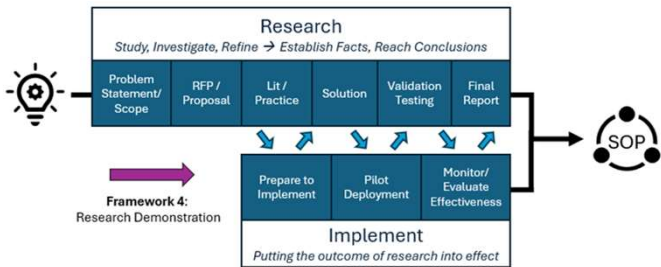 Research
Study, Investigate, Refine → Establish Facts, Reach Conclusions
Problem
Statement/
Scope
RFP /
Proposal
Lit /
Practice
Solution
Validation
Testing
Final
Report
SOP
Prepare to
Implement
Pilot
Deployment
Monitor/
Evaluate
Effectiveness
Framework 4:
Research Demonstration
Implement
Putting the outcome of research into effect